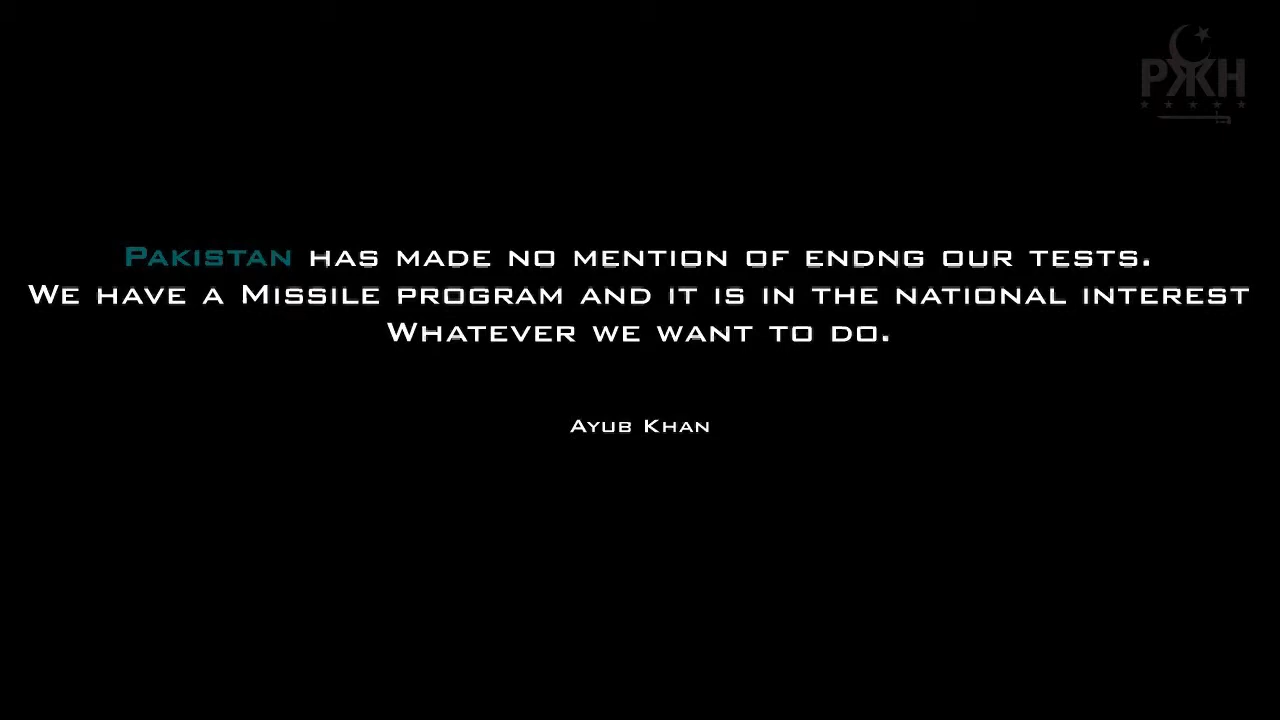 PKKH
Pakistan has made no mention of endng our tests.
We have a Missile program and it is in the national interest
Whatever we want to do.
Ayub Khan